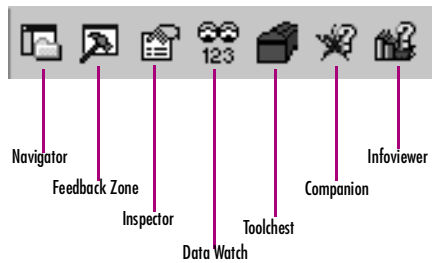 123
Navigator
Infoviewer
Feedback Zone
Companion
Inspector
Toolchest
Data Watch